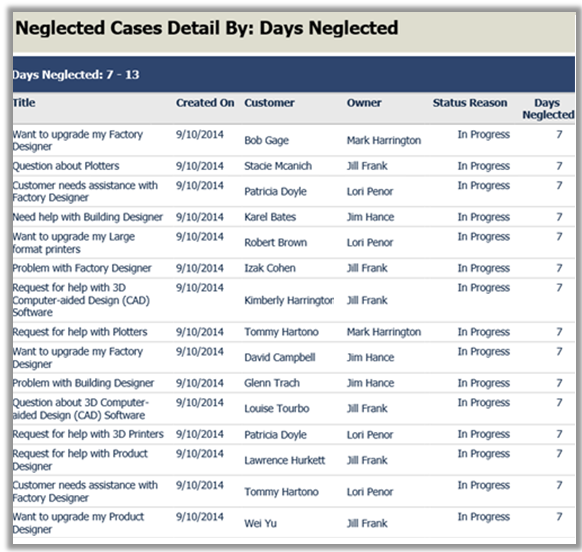 Neglected Cases Detail By: Days Neglected
Days Neglected: 7 - 13
Title Created On Customer Owner Status Reason Days Neglected
Want to upgrade my Factory Designer 9/10/2014 Bob Gage Mark Harrington In Progress 7
Question about Plotters 9/10/2014 Stacie Mcanich Jill Frank In Progress 7
Customer needs assistance with Factory Designer 9/10/2014 Patricia Doyle Lori Penor In Progress 7
Need help with Building Designer 9/10/2014 Karel Bates Jim Hance In Progress 7
Want to upgrade my Large format printers 9/10/2014 Robert Brown Lori Penor In Progress 7
Problem with Factory Designer 9/10/2014 Izak Cohen Jill Frank In Progress 7
Request for help with 3D Computer-aided Design (CAD) Software 9/10/2014 Kimberly Harrington Jill Frank In Progress 7
Request for help with Plotters 9/10/2014 Tommy Hartono Mark Harrington In Progress 7
Want to upgrade my Factory Designer 9/10/2014 David Campbell Jim Hance In Progress 7
Problem with Building Designer 9/10/2014 Glenn Trach Jim Hance In Progress 7
Question about 3D Computer-aided Design (CAD) Software 9/10/2014 Louise Tourbo Jill Frank In Progress 7
Request for help with 3D Printers 9/10/2014 Patricia Doyle Lori Penor In Progress 7
Request for help with Product Designer 9/10/2014 Lawrence Hurkett Jill Frank In Progress 7
Customer needs assistance with Factory Designer 9/10/2014 Tommy Hartono Lori Penor In Progress 7
Want to upgrade my Product Designer 9/10/2014 Wei Yu Jill Frank In Progress 7